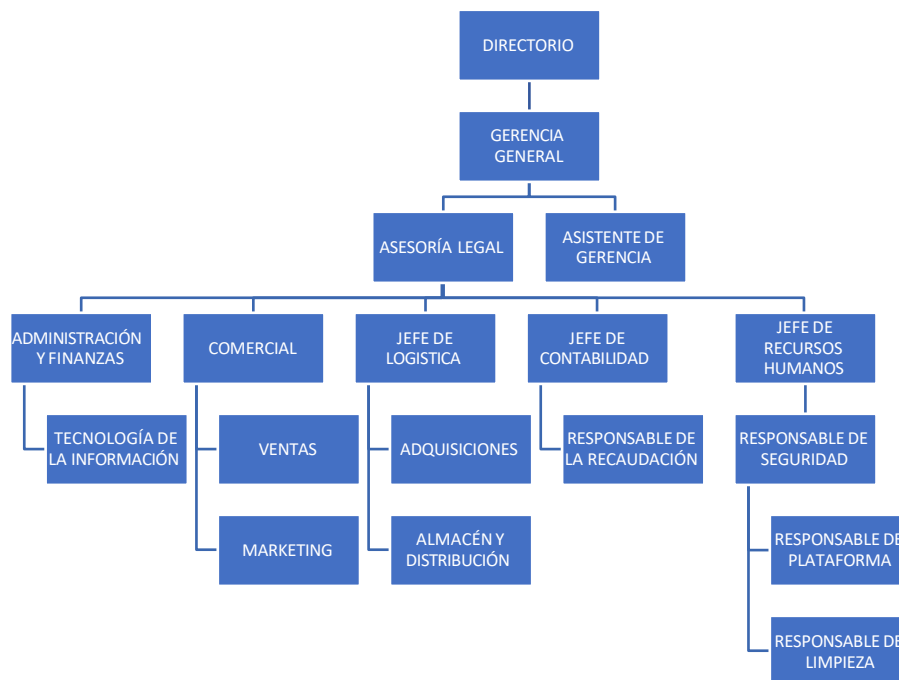 DIRECTORIO
GERENCIA
GENERAL
ASESORÍA LEGAL
ASISTENTE DE
GERENCIA
ADMINISTRACIÓN
Y FINANZAS
COMERCIAL
JEFE DE
LOGISTICA
JEFE DE
CONTABILIDAD
JEFE DE
RECURSOS
HUMANOS
TECNOLOGÍA DE
LA INFORMACIÓN
VENTAS
ADQUISICIONES
RESPONSABLE DE
LA RECAUDACIÓN
RESPONSABLE DE
SEGURIDAD
MARKETING
ALMACÉN Y
DISTRIBUCIÓN
RESPONSABLE DE
PLATAFORMA
RESPONSABLE DE
LIMPIEZA